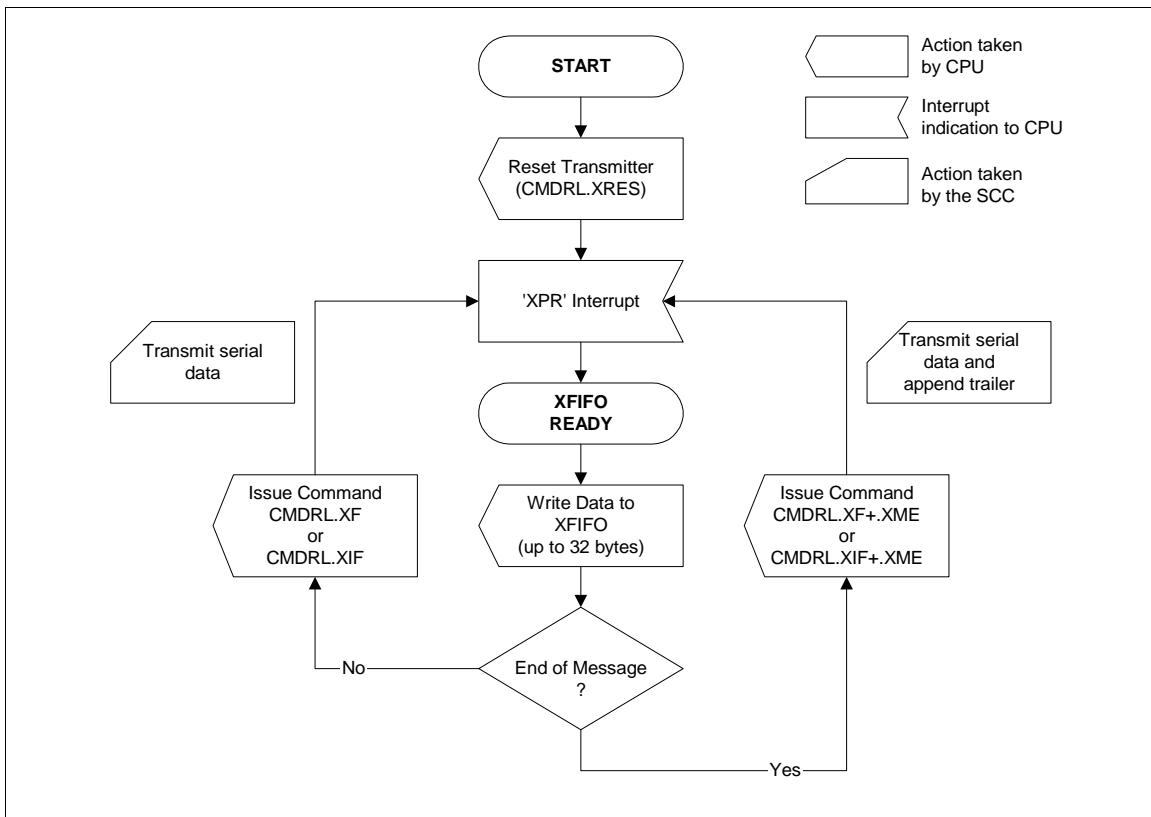 START
Action taken
by CPU
Interrupt
indication to CPU
Action taken
by the SCC
Reset Transmitter
(CMDRL.XRES)
'XPR' Interrupt
Transmit serial
data
Transmit serial
data and
append trailer
XFIFO
READY
Issue Command
CMDRL.XF
or
CMDRL.XIF
Write Data to
XFIFO
(up to 32 bytes)
Issue Command
CMDRL.XF+.XME
or
CMDRL.XIF+.XME
No
End of Message
?
Yes